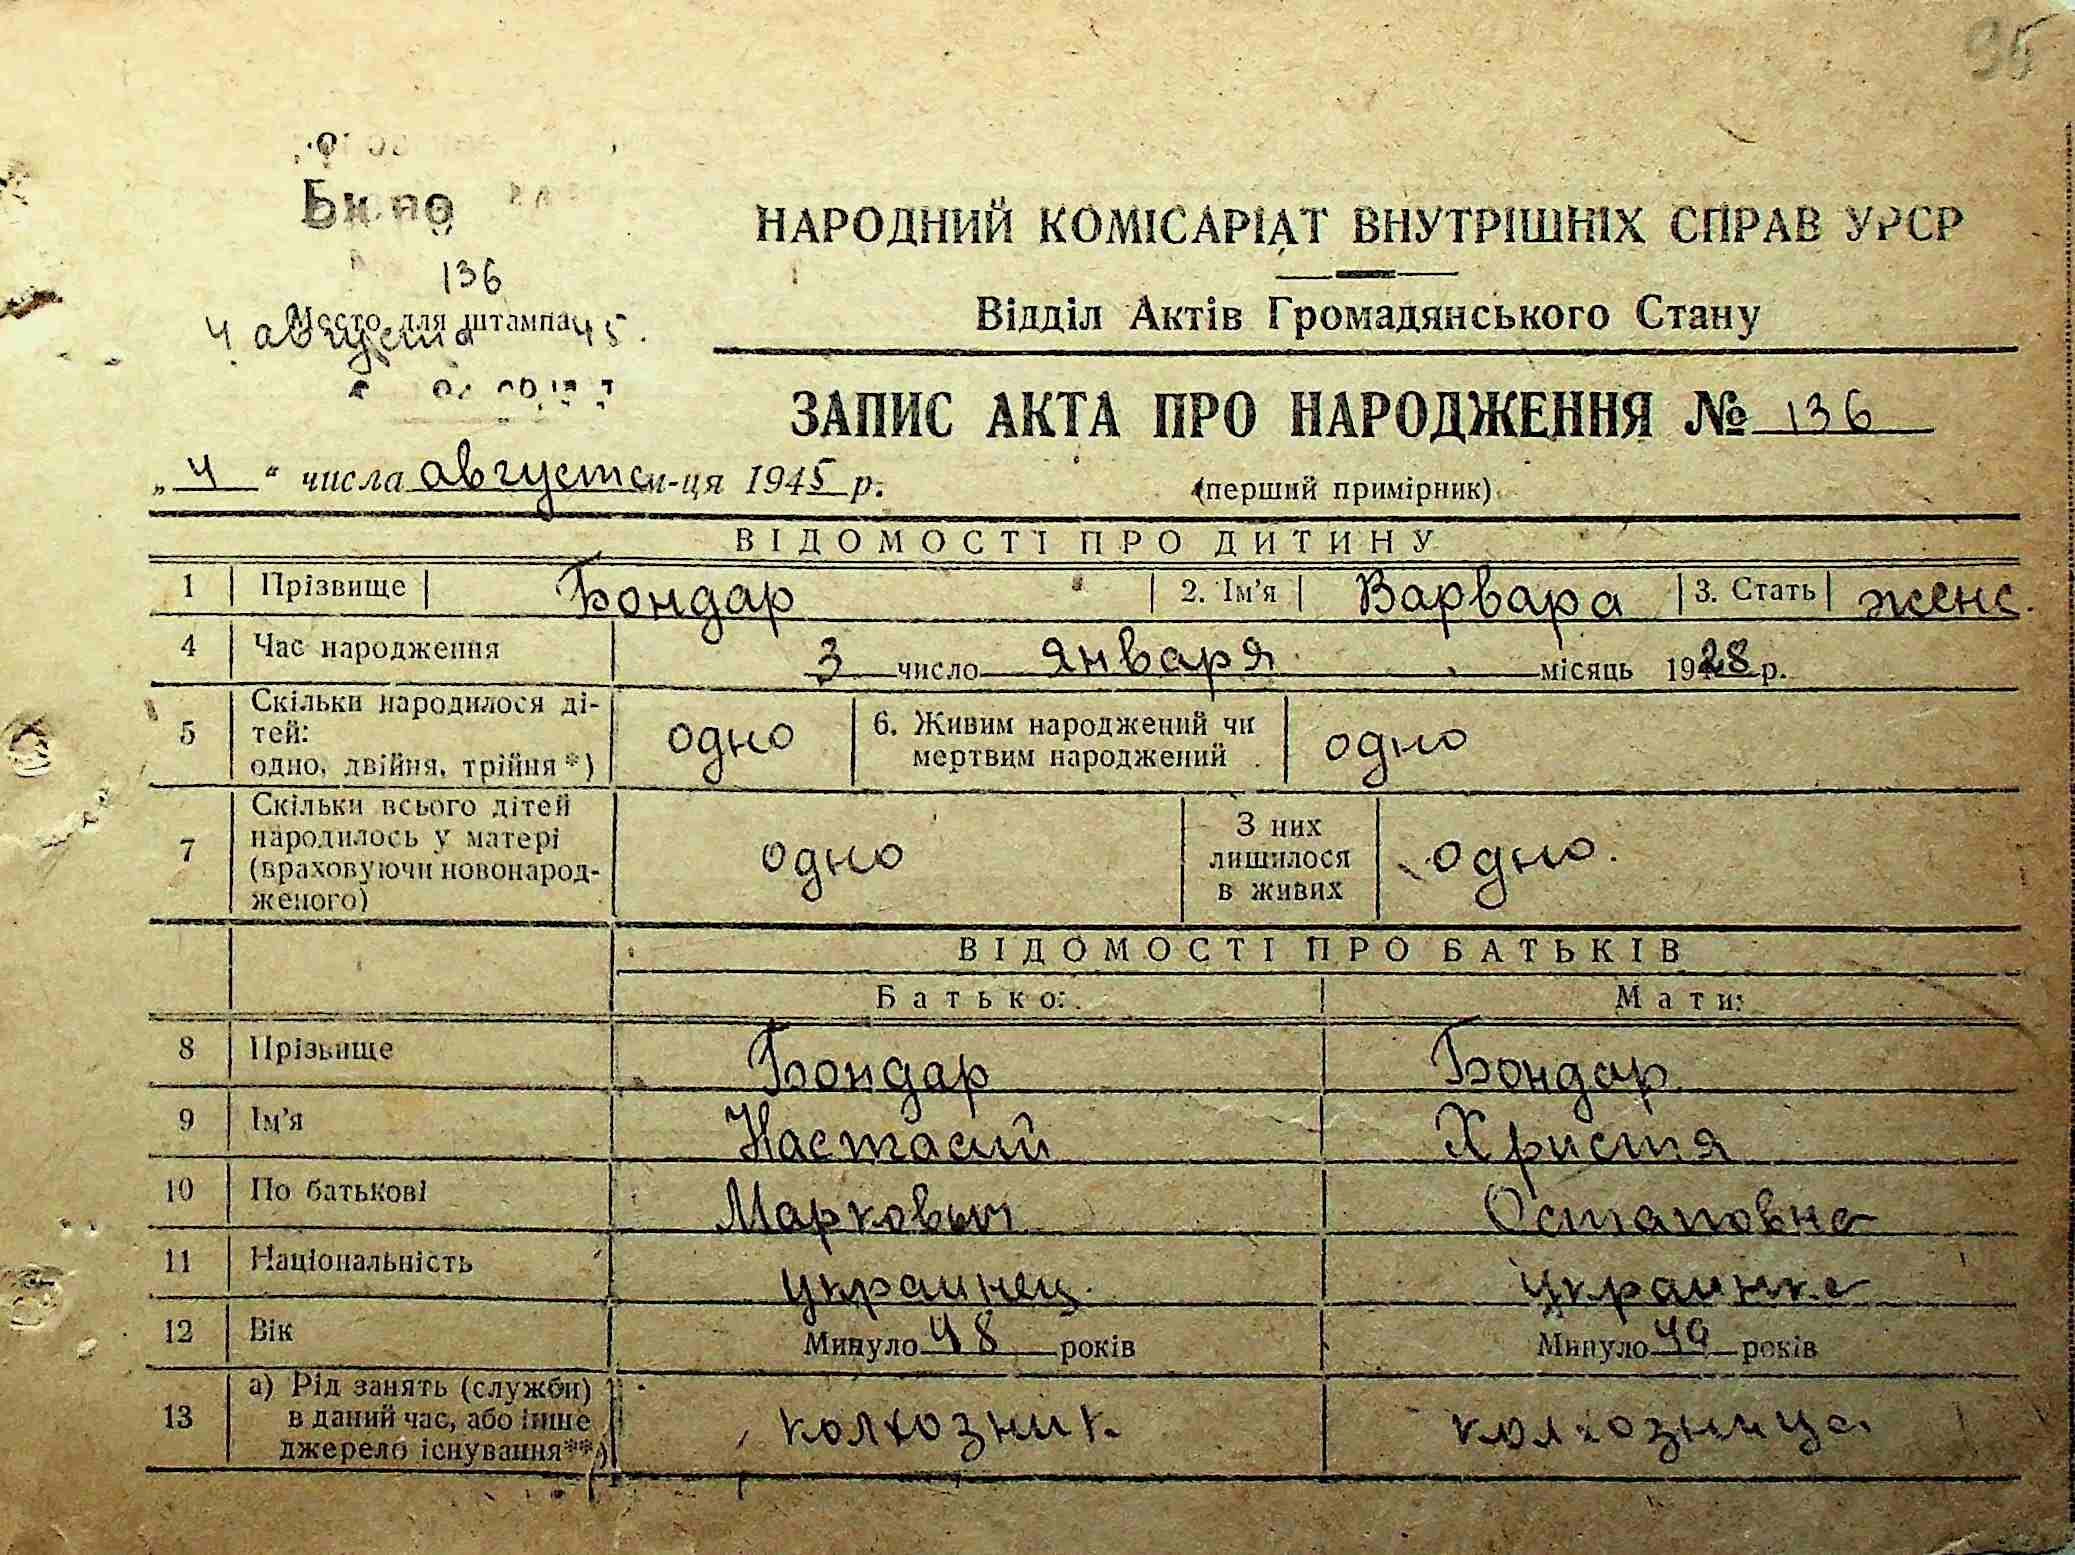 95
136
Место для штампа
4 августа 45.
НАРОДНИЙ КОМІСАРІАТ ВНУТРІШНІХ СПРАВ УРСР
Відділ Актів Громадянського Стану
ЗАПИС АКТА ПРО НАРОДЖЕННЯ № 136
„ 4 “ числа августа м-ця 1945 р.
(перший примірник)
ВІДОМОСТІ ПРО ДИТИНУ
1 Прізвище Бондар 2. Ім'я Варвара 3. Стать женс.
4 Час народження 3 число января місяць 1928 р.
5 Скільки народилося ді-
тей:
одно, двійня, трійня*) одно 6. Живим народжений чи
мертвим народжений одно
7 Скільки всього дітей
народилось у матері
(враховуючи новонарод-
женого) одно З них
лишилося
в живих одно.
ВІДОМОСТІ ПРО БАТЬКІВ
Батько: Мати:
8 Прізвище Бондар Бондар
9 Ім'я Настасий Христя
10 По батькові Маркович Остаповна
11 Національність украинец украинка
12 Вік Минуло 48 років Минуло 49 років
13 а) Рід занять (служби)
в даний час, або інше
джерело існування**) колхозник колхозница